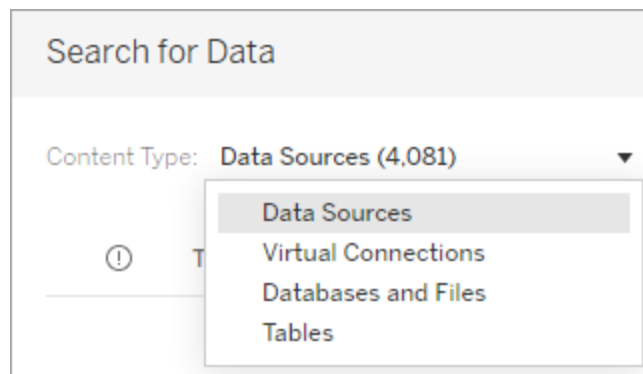 Search for Data
Content Type: Data Sources (4,081)
Data Sources
T
Virtual Connections
Databases and Files
Tables